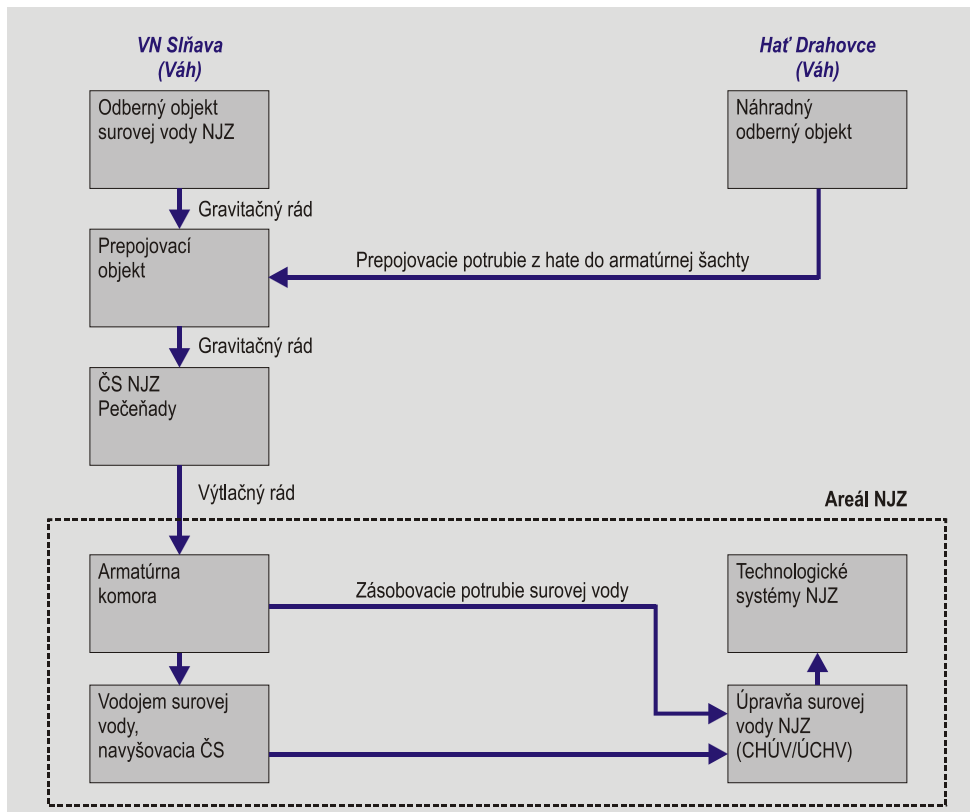 VN Slňava
(Váh)
Hať Drahovce
(Váh)
Odberný objekt
surovej vody NJZ
Náhradný
odberný objekt
Gravitačný rád
Prepojovací
objekt
Prepojovacie potrubie z hate do armatúrnej šachty
Gravitačný rád
ČS NJZ
Pečeňady
Výtlačný rád
Areál NJZ
Armatúrna
komora
Zásobovacie potrubie surovej vody
Technologické
systémy NJZ
Vodojem surovej
vody,
navyšovacia ČS
Úpravňa surovej
vody NJZ
(CHÚV/ÚCHV)